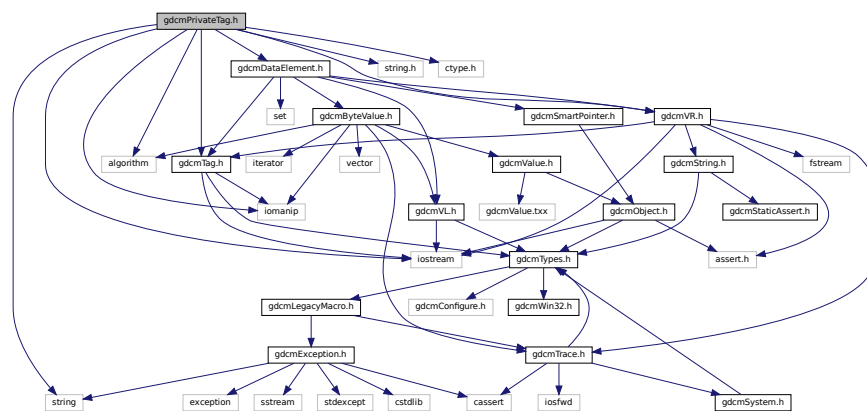 gdcmPrivateTag.h
gdcmDataElement.h
string.h
ctype.h
set
gdcmByteValue.h
gdcmSmartPointer.h
gdcmVR.h
algorithm
gdcmTag.h
iterator
vector
gdcmValue.h
gdcmString.h
fstream
iomanip
gdcmVL.h
gdcmValue.txx
gdcmObject.h
gdcmStaticAssert.h
iostream
gdcmTypes.h
assert.h
gdcmLegacyMacro.h
gdcmConfigure.h
gdcmWin32.h
gdcmException.h
gdcmTrace.h
string
exception
sstream
stdexcept
cstdlib
cassert
iosfwd
gdcmSystem.h